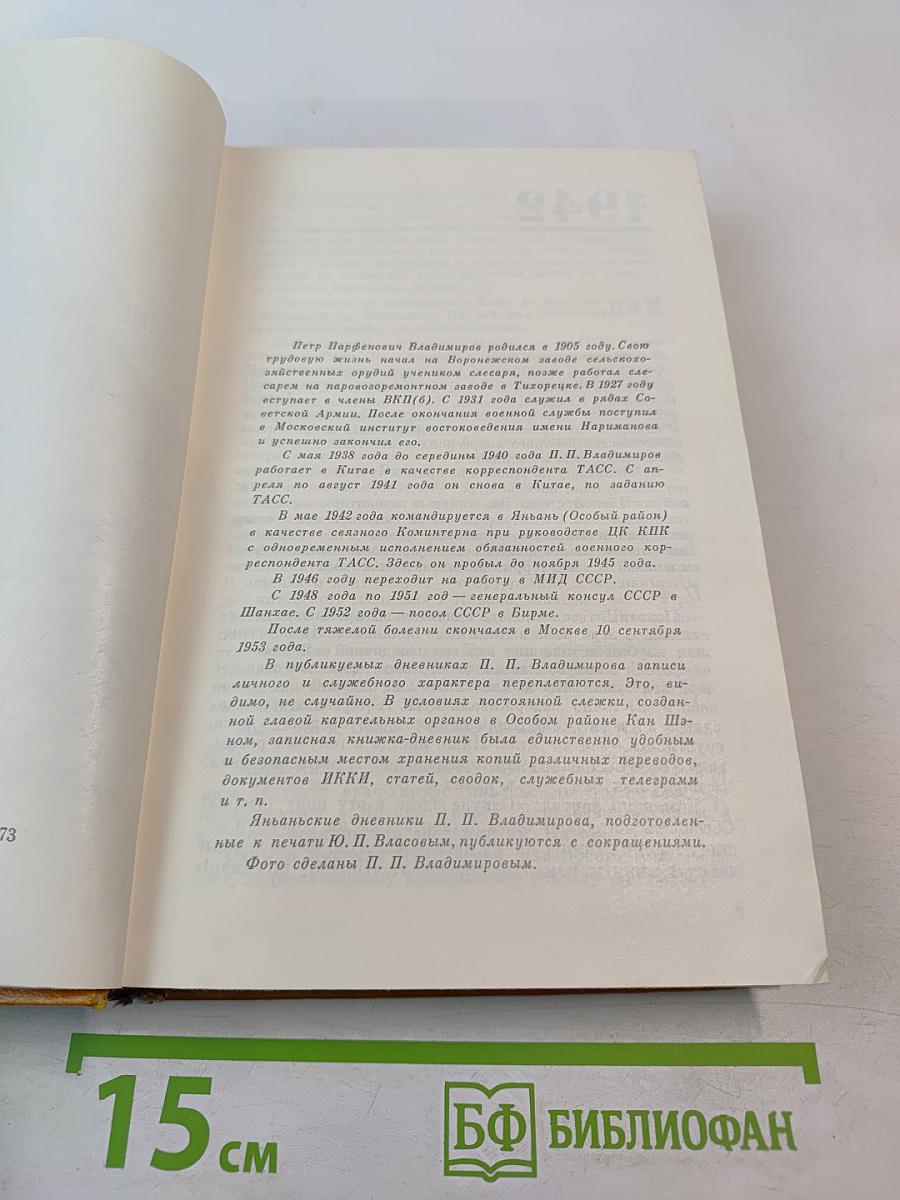 1942
Петр Парфенович Владимиров родился в 1905 году. Свою
трудовую жизнь начал на Воронежском заводе сельскохо-
зяйственных орудий учеником слесаря, позже работал сле-
сарем на паровозоремонтном заводе в Тихорецке. В 1927 году
вступает в члены ВКП(б). С 1931 года служил в рядах Со-
ветской Армии. После окончания военной службы поступил
в Московский институт востоковедения имени Нариманова
и успешно закончил его.
С мая 1938 года до середины 1940 года П. П. Владимиров
работает в Китае в качестве корреспондента ТАСС. С ап-
реля по август 1941 года он снова в Китае, по заданию
ТАСС.
В мае 1942 года командируется в Яньань (Особый район)
в качестве связного Коминтерна при руководстве ЦК КПК
с одновременным исполнением обязанностей военного кор-
респондента ТАСС. Здесь он пробыл до ноября 1945 года.
В 1946 году переходит на работу в МИД СССР.
С 1948 года по 1951 год — генеральный консул СССР в
Шанхае. С 1952 года — посол СССР в Бирме.
После тяжелой болезни скончался в Москве 10 сентября
1953 года.
В публикуемых дневниках П. П. Владимирова записи
личного и служебного характера переплетаются. Это, ви-
димо, не случайно. В условиях постоянной слежки, создан-
ной главой карательных органов в Особом районе Кан Шэ-
ном, записная книжка-дневник была единственно удобным
и безопасным местом хранения копий различных переводов,
документов ИККИ, статей, сводок, служебных телеграмм
и т. п.
Яньаньские дневники П. П. Владимирова, подготовлен-
ные к печати Ю. П. Власовым, публикуются с сокращениями.
Фото сделаны П. П. Владимировым.
73
15 см
БФ БИБЛИОФАН